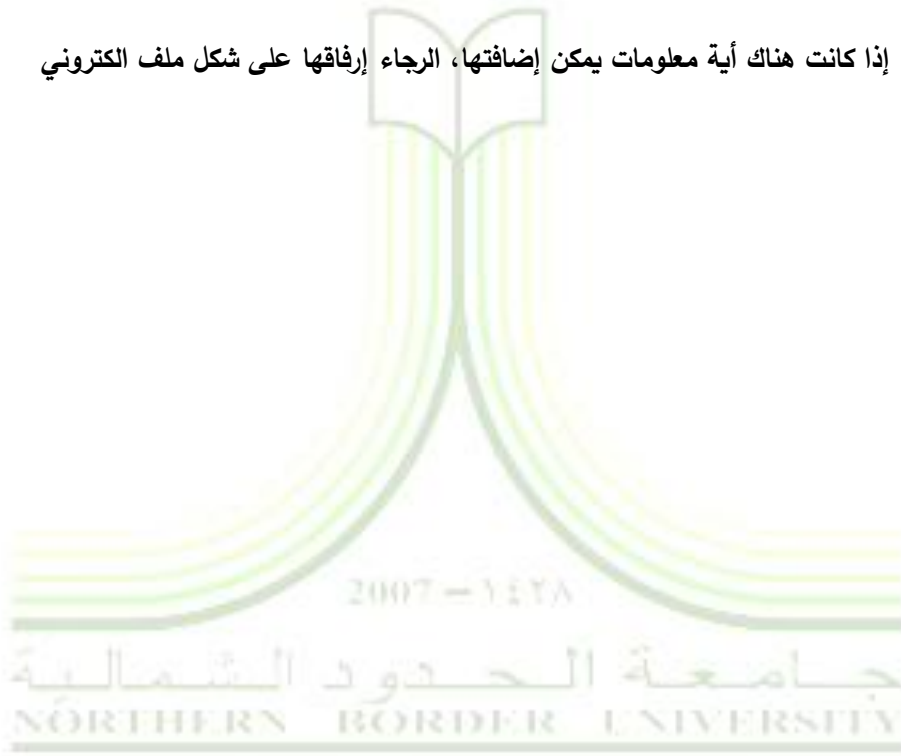 إذا كانت هناك أية معلومات يمكن إضافتها، الرجاء إرفاقها على شكل ملف الكتروني
2007 – ١٤٢٨
جامعة الحدود الشمالية
NORTHERN BORDER UNIVERSITY